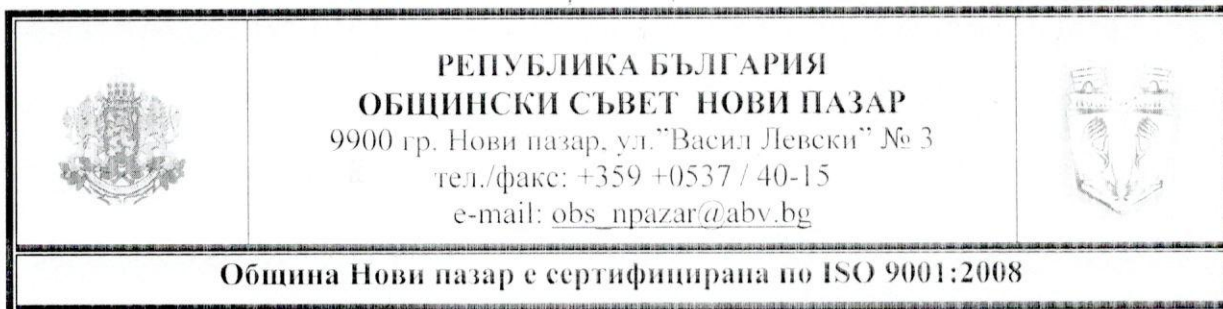 РЕПУБЛИКА БЪЛГАРИЯ
ОБЩИНСКИ СЪВЕТ НОВИ ПАЗАР
9900 гр. Нови пазар, ул."Васил Левски" № 3
тел./факс: +359 +0537 / 40-15
e-mail: obs_npazar@abv.bg
Община Нови пазар е сертифицирана по ISO 9001:2008